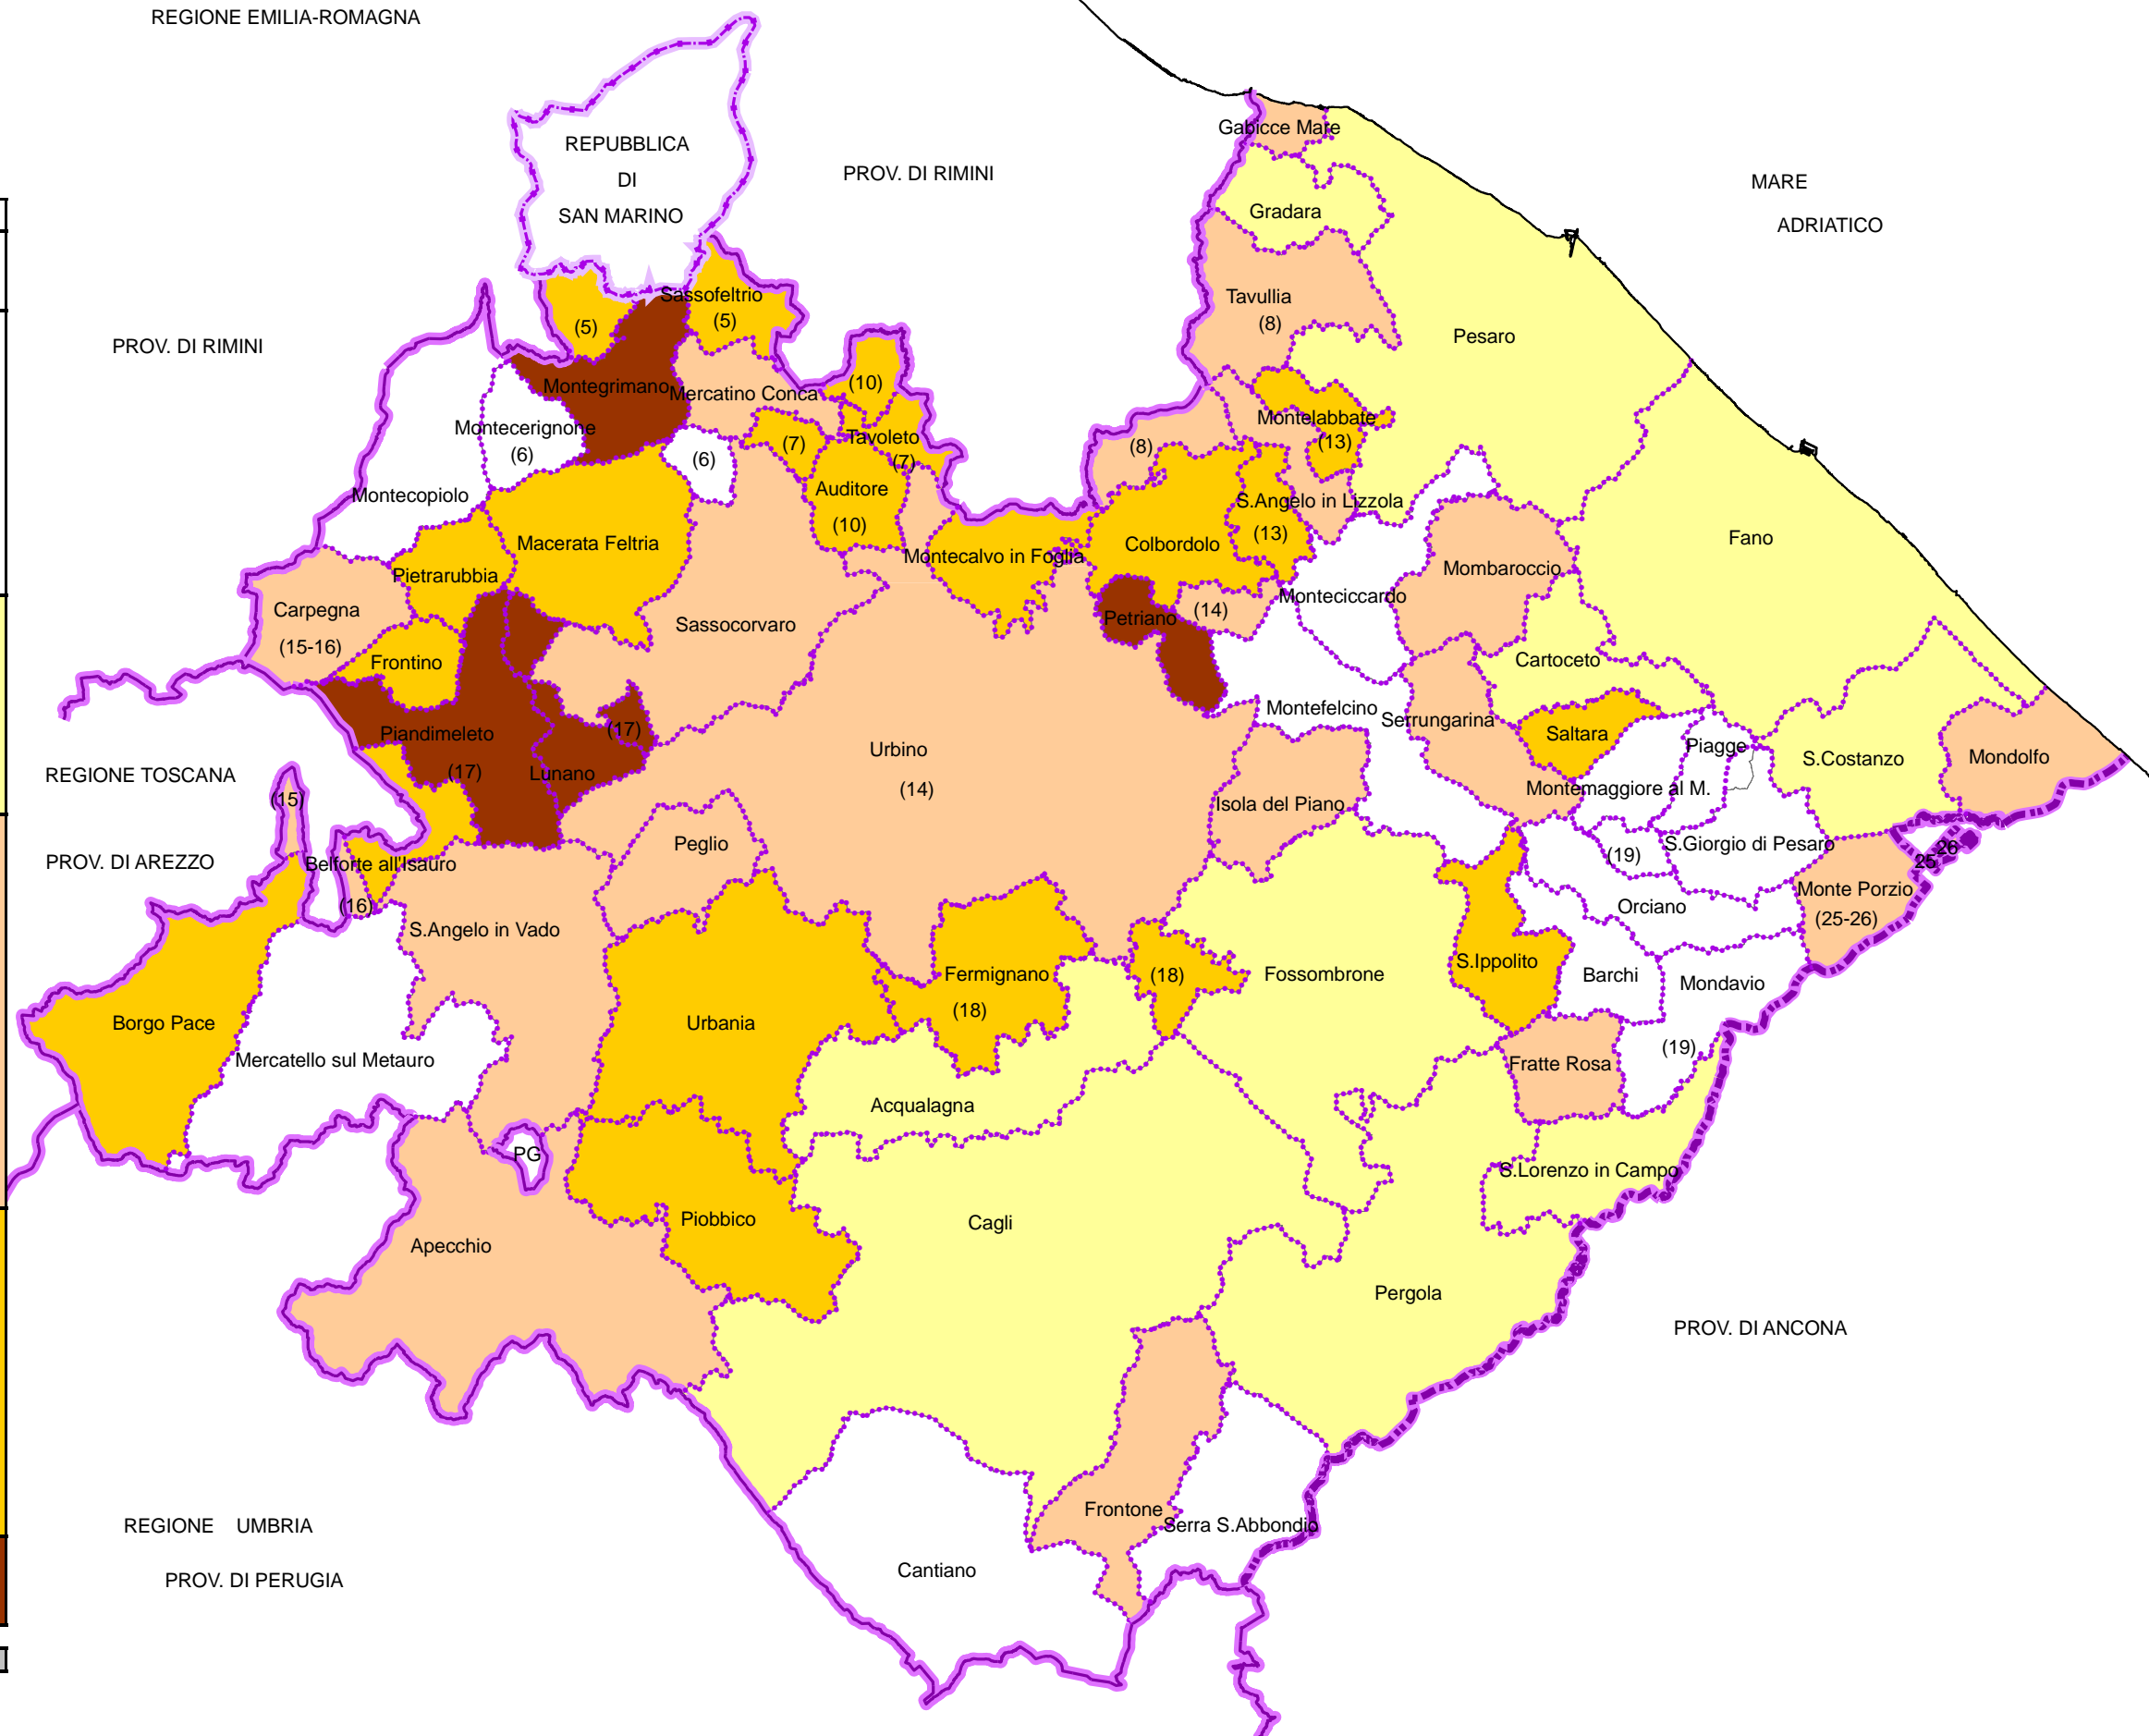 REGIONE EMILIA-ROMAGNA
REPUBBLICA
DI
SAN MARINO
PROV. DI RIMINI
MARE
ADRIATICO
PROV. DI RIMINI
Gabicce Mare
Gradara
Tavullia
(8)
Pesaro
Sassofeltrio
(5)
(5)
Montegrimano
Mercatino Conca
(10)
Montecerignone
(6)
(6)
(7)
Tavoleto
(7)
Auditore
(10)
Montelabbate
(13)
(8)
S.Angelo in Lizzola
(13)
Montecopiolo
Macerata Feltria
Montecalvo in Foglia
Colbordolo
Fano
Pietrarubbia
Mombaroccio
Monteciccardo
Carpegna
(15-16)
Sassocorvaro
Petriano
(14)
Frontino
Cartoceto
Montefelcino
Serrungarina
Saltara
Piagge
S.Costanzo
Mondolfo
Piandimeleto
(17)
(17)
Lunano
Urbino
(14)
REGIONE TOSCANA
(15)
Isola del Piano
Montemaggiore al M.
PROV. DI AREZZO
Belforte all'Isauro
(16)
Peglio
(19)
S.Giorgio di Pesaro
25
26
Monte Porzio
(25-26)
Orciano
S.Angelo in Vado
Fermignano
(18)
(18)
Fossombrone
S.Ippolito
Barchi
Mondavio
(19)
Borgo Pace
Urbania
Mercatello sul Metauro
Fratte Rosa
Acqualagna
PG
S.Lorenzo in Campo
Piobbico
Cagli
Apecchio
Pergola
PROV. DI ANCONA
Frontone
Serra S.Abbondio
REGIONE UMBRIA
Cantiano
PROV. DI PERUGIA